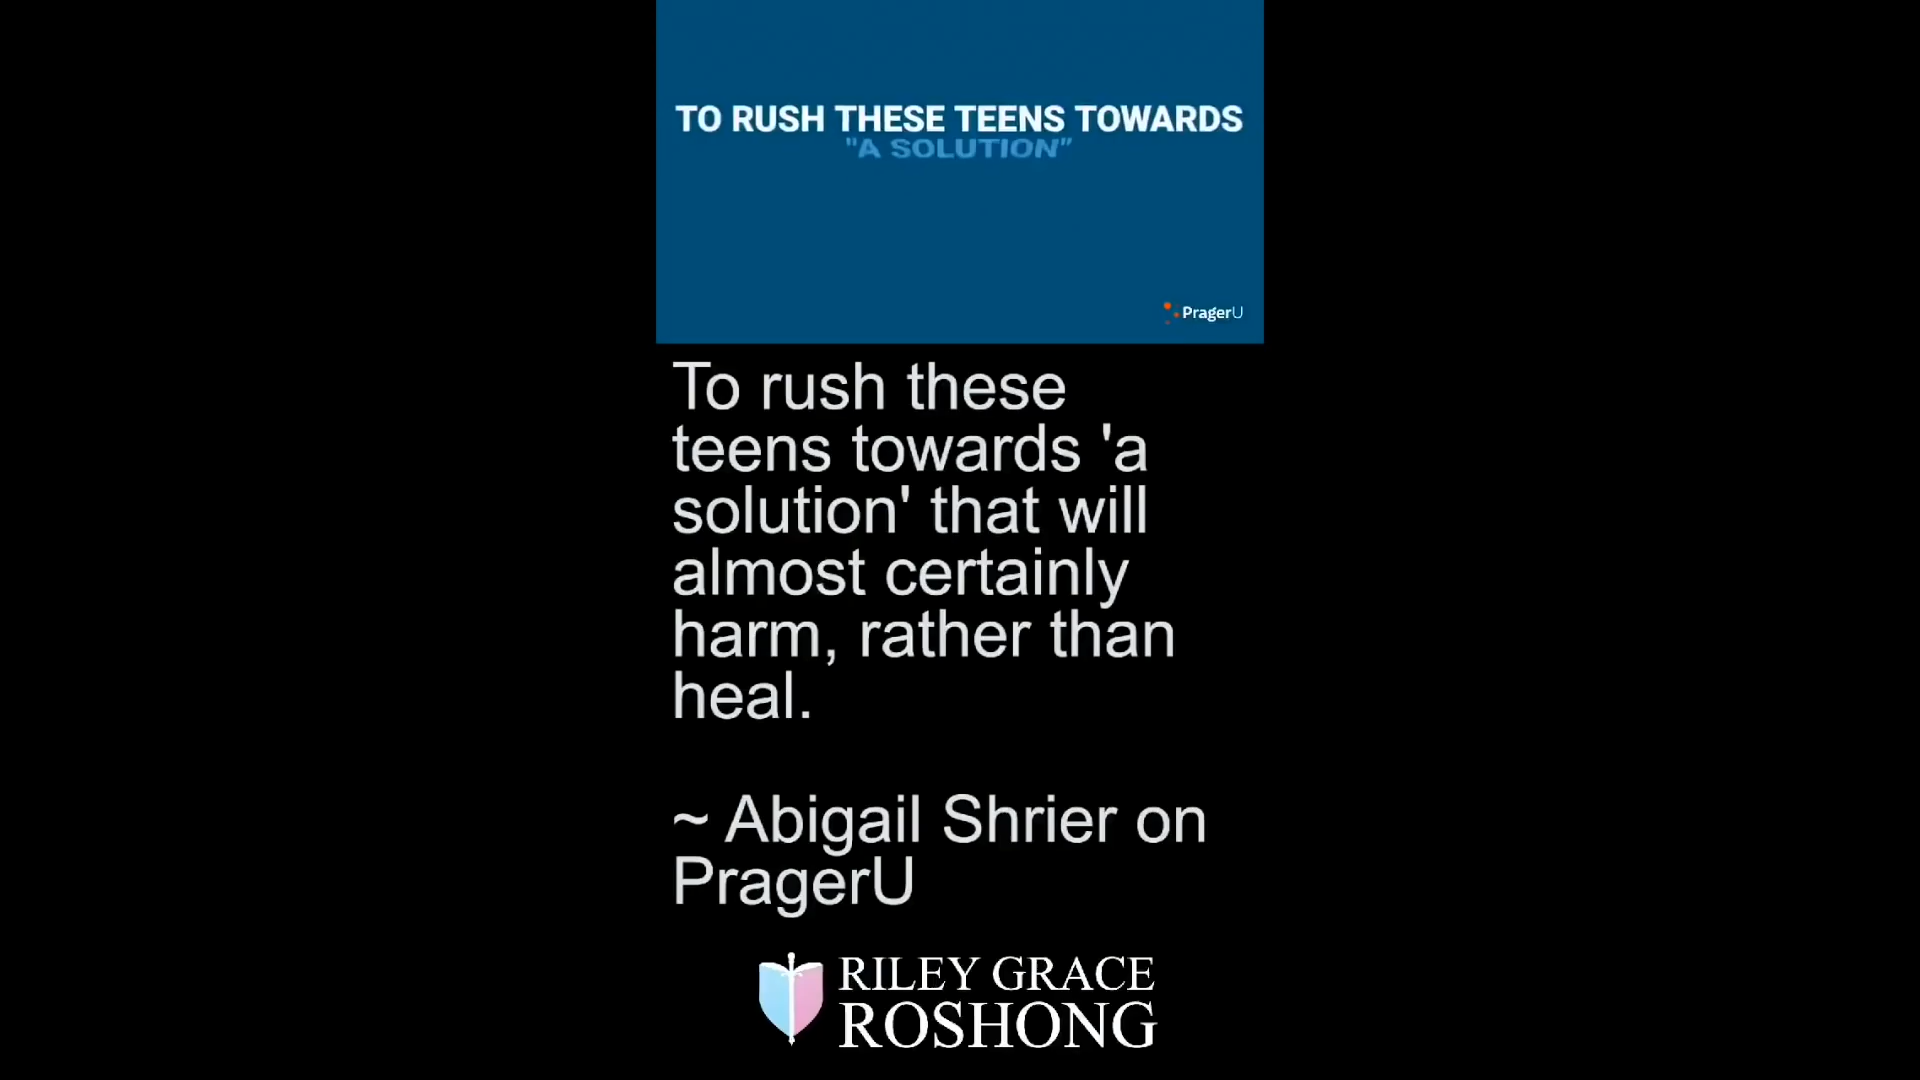 TO RUSH THESE TEENS TOWARDS
"A SOLUTION"
PragerU
To rush these
teens towards 'a
solution' that will
almost certainly
harm, rather than
heal.
~ Abigail Shrier on
PragerU
RILEY GRACE
ROSHONG